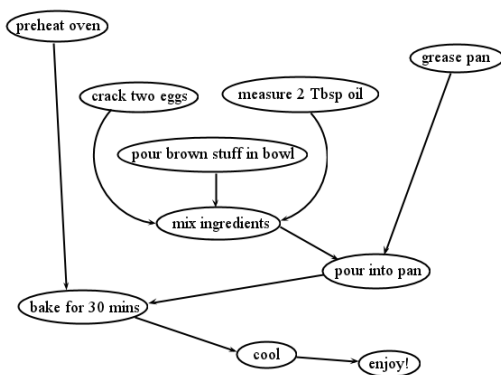 preheat oven
grease pan
crack two eggs
measure 2 Tbsp oil
pour brown stuff in bowl
mix ingredients
pour into pan
bake for 30 mins
cool
enjoy!